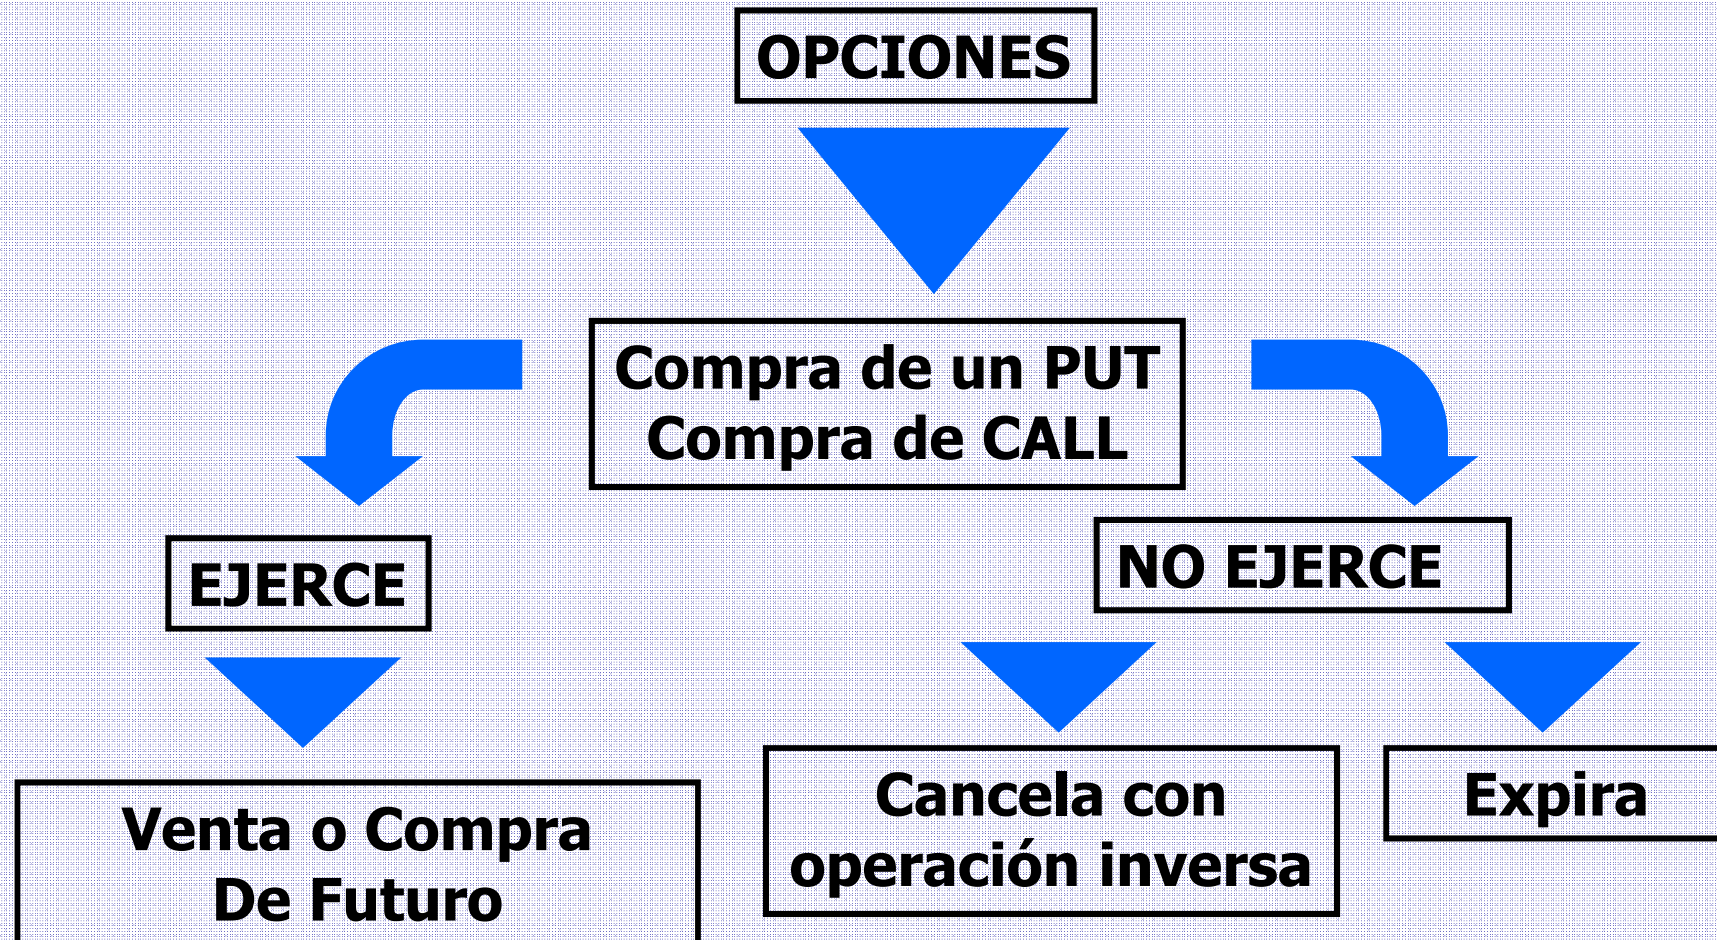 OPCIONES
Compra de un PUT
Compra de CALL
EJERCE
NO EJERCE
Venta o Compra
De Futuro
Cancela con
operación inversa
Expira